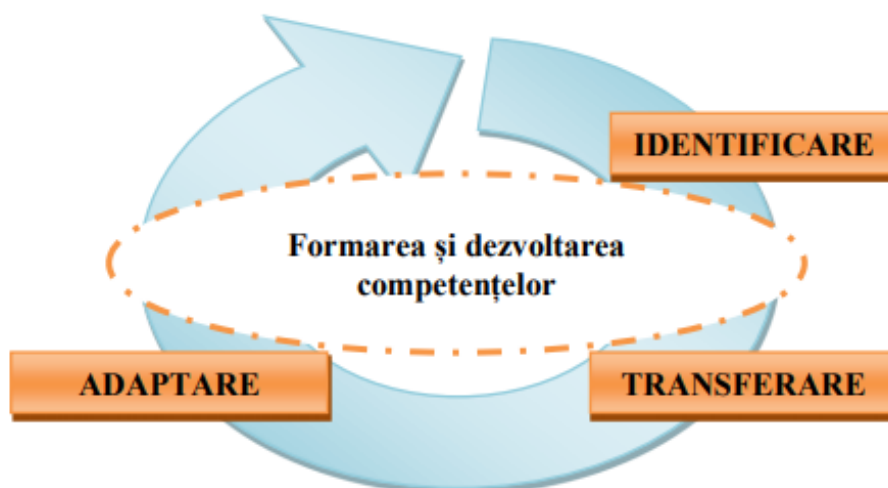 IDENTIFICARE
Formarea și dezvoltarea
competențelor
ADAPTARE
TRANSFERARE